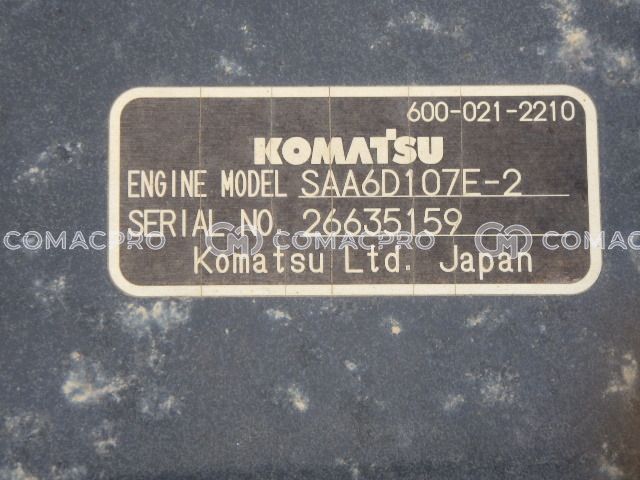 600-021-2210
KOMATSU
ENGINE MODEL SAA6D107E-2
SERIAL NO. 26635159
COMACPRO COMACPRO COMACPRO
Komatsu Ltd. Japan